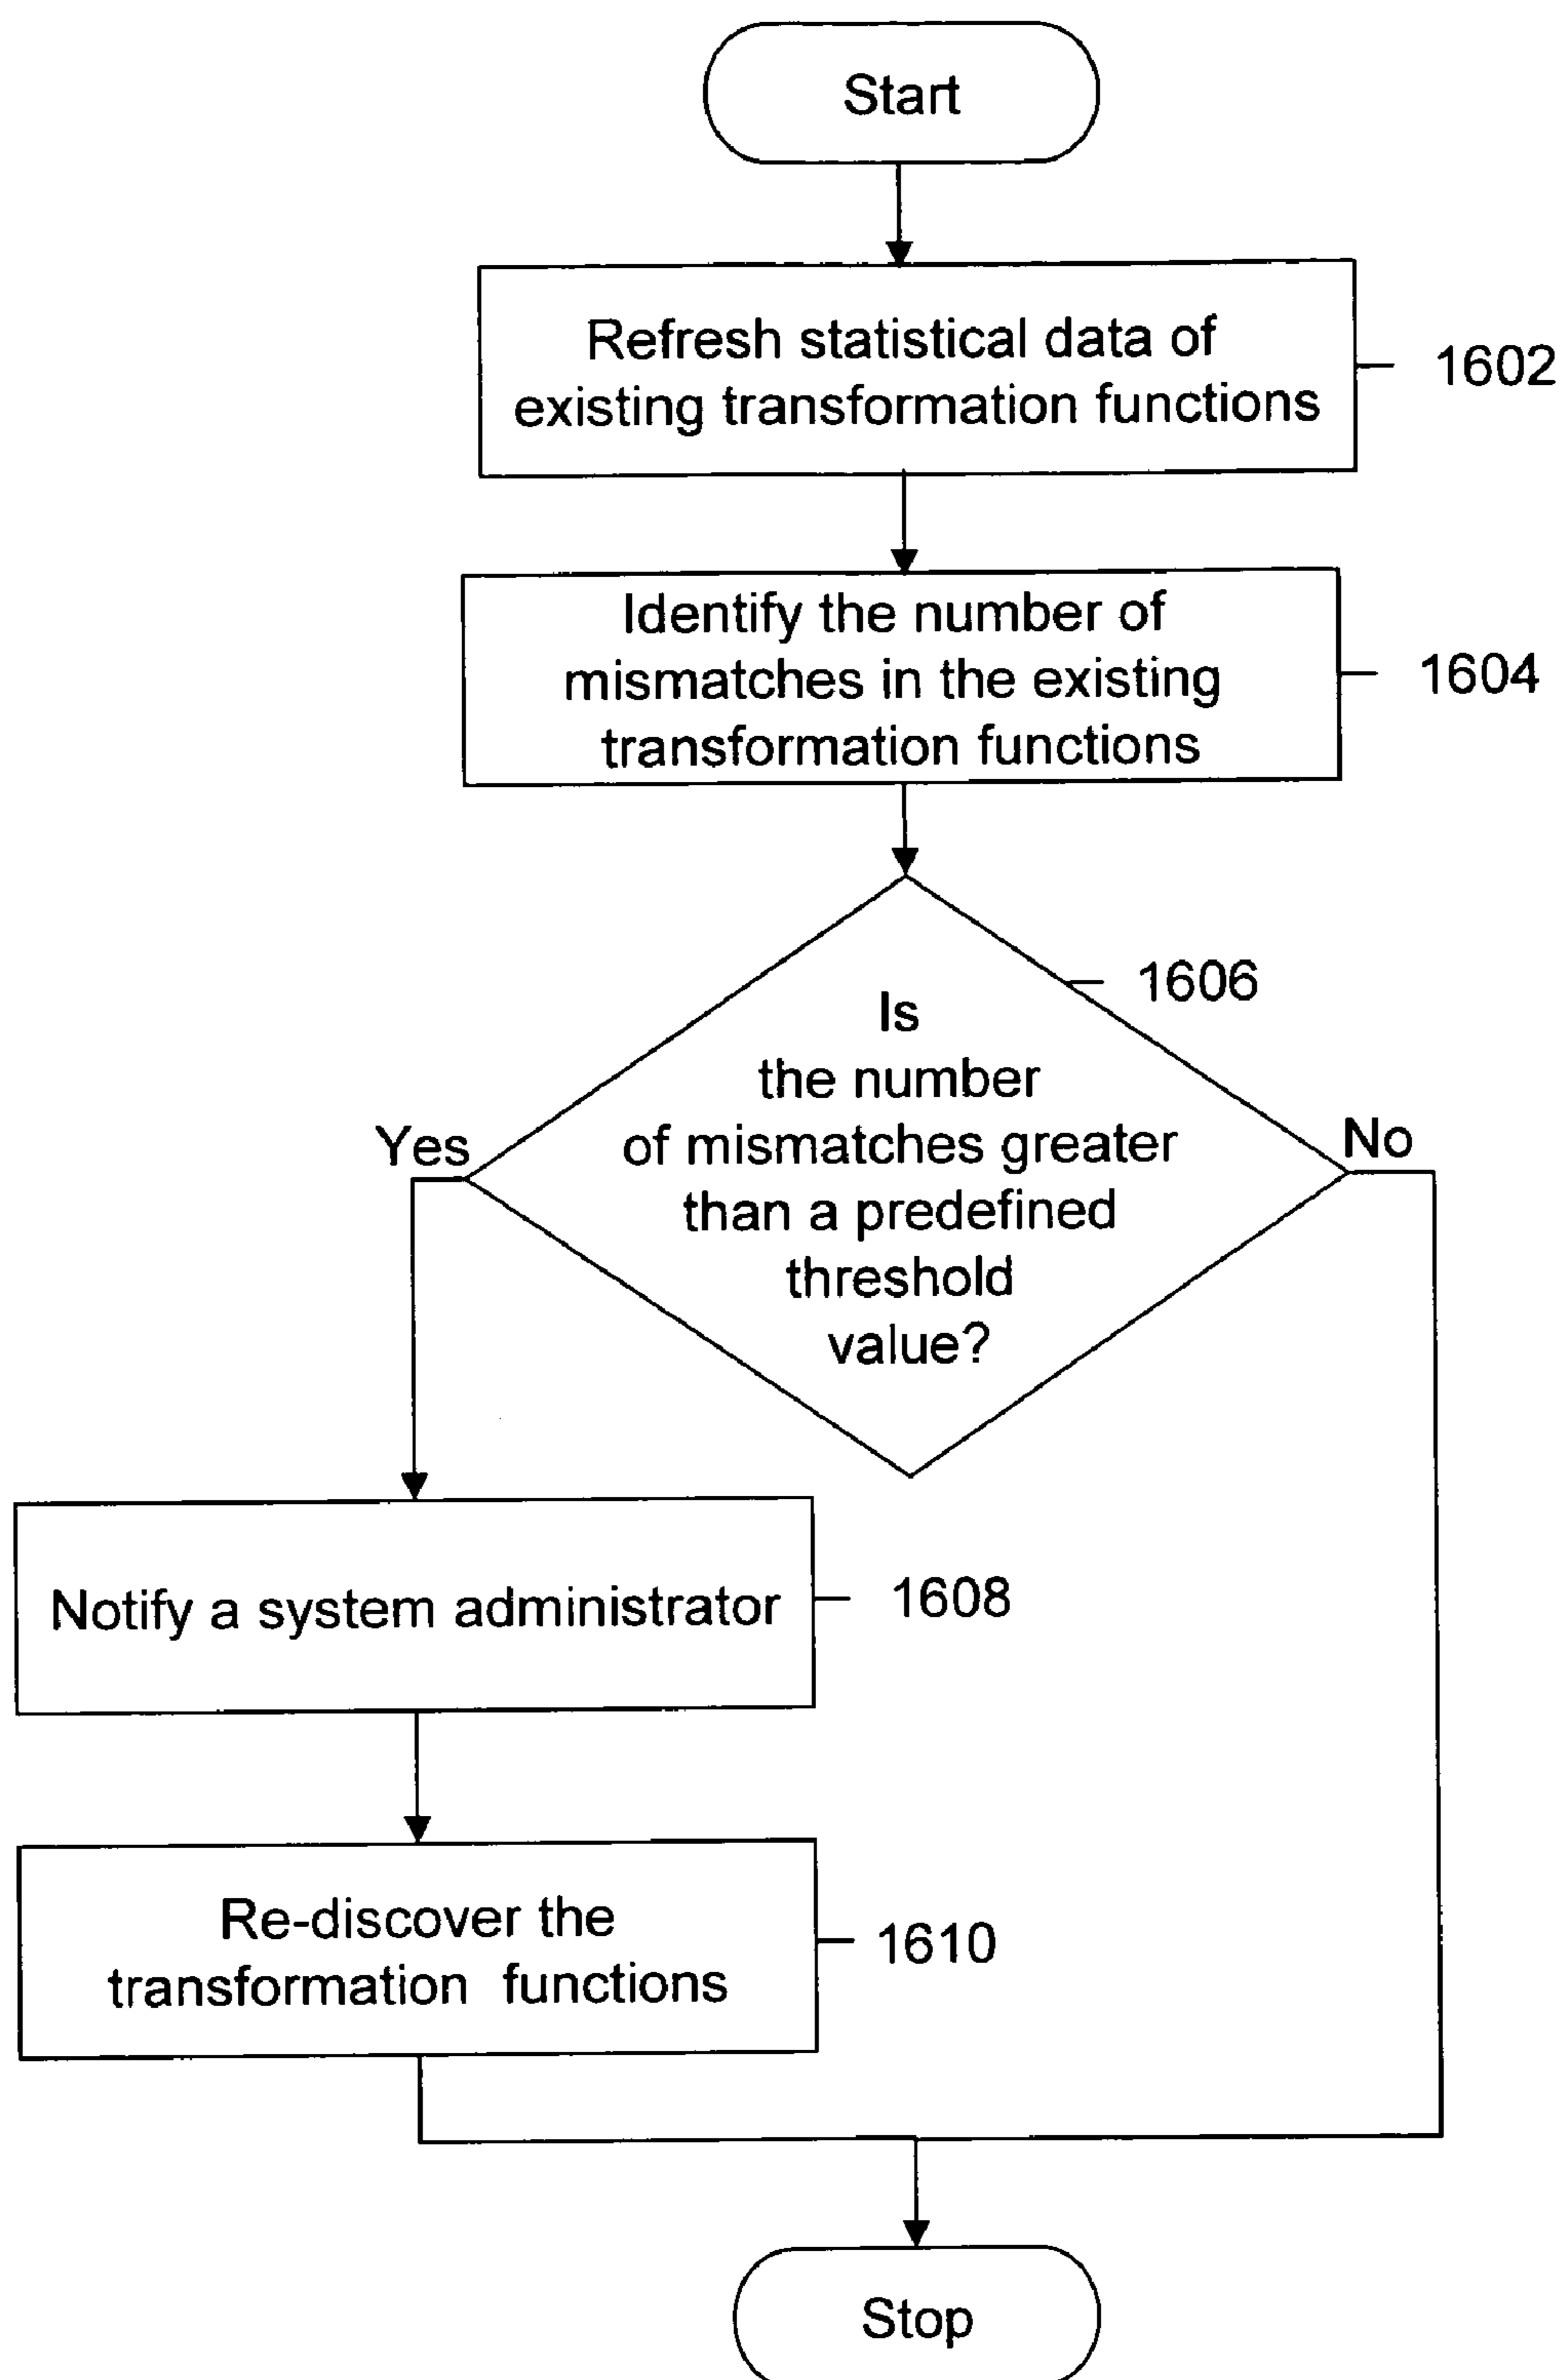 Start
Refresh statistical data of
existing transformation functions
1602
Identify the number of
mismatches in the existing
transformation functions
1604
1606
Is
the number
of mismatches greater
than a predefined
threshold
value?
Yes
No
Notify a system administrator
1608
Re-discover the
transformation functions
1610
Stop